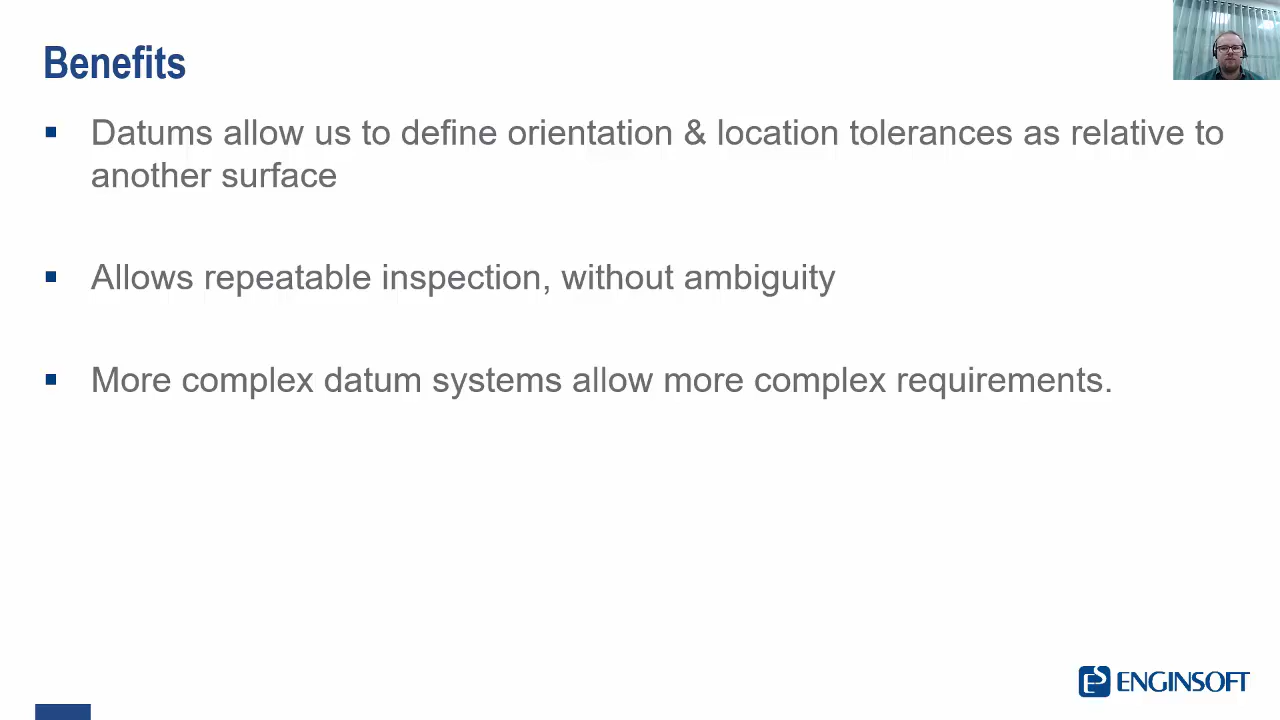 Benefits
Datums allow us to define orientation & location tolerances as relative to
another surface
Allows repeatable inspection, without ambiguity
More complex datum systems allow more complex requirements.
ENGINSOFT